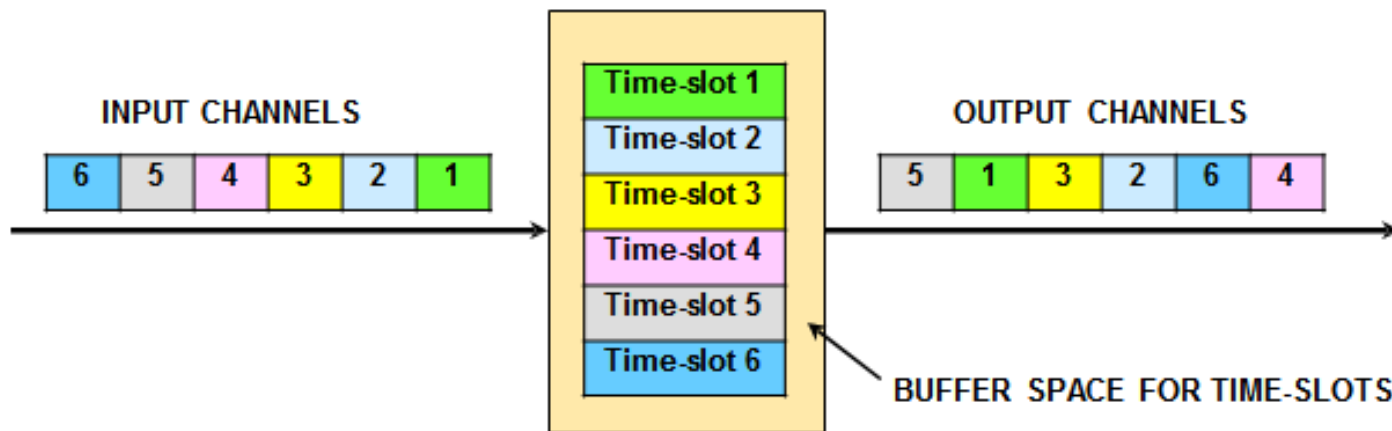 INPUT CHANNELS
6 5 4 3 2 1
Time-slot 1
Time-slot 2
Time-slot 3
Time-slot 4
Time-slot 5
Time-slot 6
OUTPUT CHANNELS
5 1 3 2 6 4
BUFFER SPACE FOR TIME-SLOTS